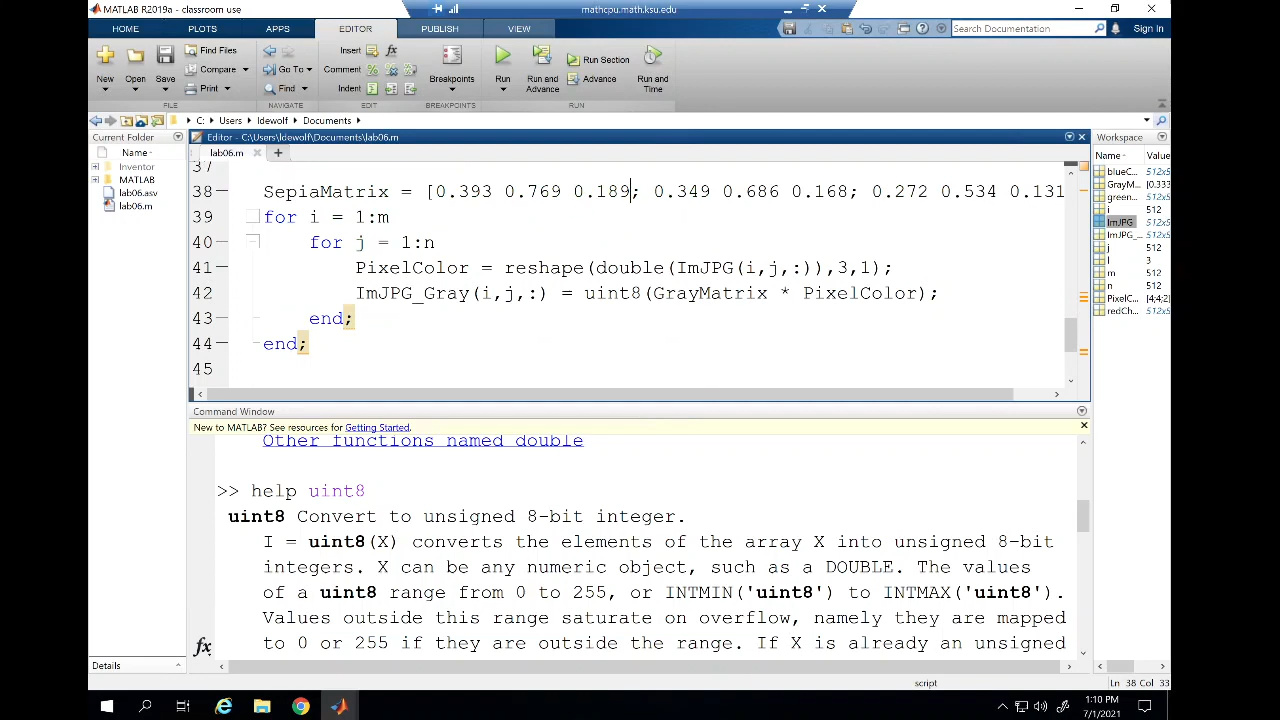 MATLAB R2019a - classroom use
mathcpu.math.ksu.edu
HOME PLOTS APPS EDITOR PUBLISH VIEW
Search Documentation
Sign In
New Open Save
Find Files
Compare
Print
Go To
Find
Insert
Comment
Indent
Breakpoints
Run
Run and
Advance
Run Section
Advance
Run and
Time
FILE NAVIGATE EDIT BREAKPOINTS RUN
C: Users ldewolf Documents
Current Folder
Name
Inventor
MATLAB
lab06.asv
lab06.m
Details
Editor - C:\Users\ldewolf\Documents\lab06.m
lab06.m
37
38 SepiaMatrix = [0.393 0.769 0.189; 0.349 0.686 0.168; 0.272 0.534 0.131
39 for i = 1:m
40 for j = 1:n
41 PixelColor = reshape(double(ImJPG(i,j,:)),3,1);
42 ImJPG_Gray(i,j,:) = uint8(GrayMatrix * PixelColor);
43 end;
44 end;
45
Command Window
New to MATLAB? See resources for Getting Started.
Other functions named double
>> help uint8
uint8 Convert to unsigned 8-bit integer.
I = uint8(X) converts the elements of the array X into unsigned 8-bit
integers. X can be any numeric object, such as a DOUBLE. The values
of a uint8 range from 0 to 255, or INTMIN('uint8') to INTMAX('uint8').
Values outside this range saturate on overflow, namely they are mapped
to 0 or 255 if they are outside the range. If X is already an unsigned
fx
Workspace
Name Value
blueC... 512x5
GrayM... [0.333
green... 512x5
i 512
ImJPG 512x5
ImJPG_... 512x5
j 512
l 3
m 512
n 512
PixelC... [4;4;2]
redCh... 512x5
script
Ln 38 Col 33
1:10 PM
7/1/2021